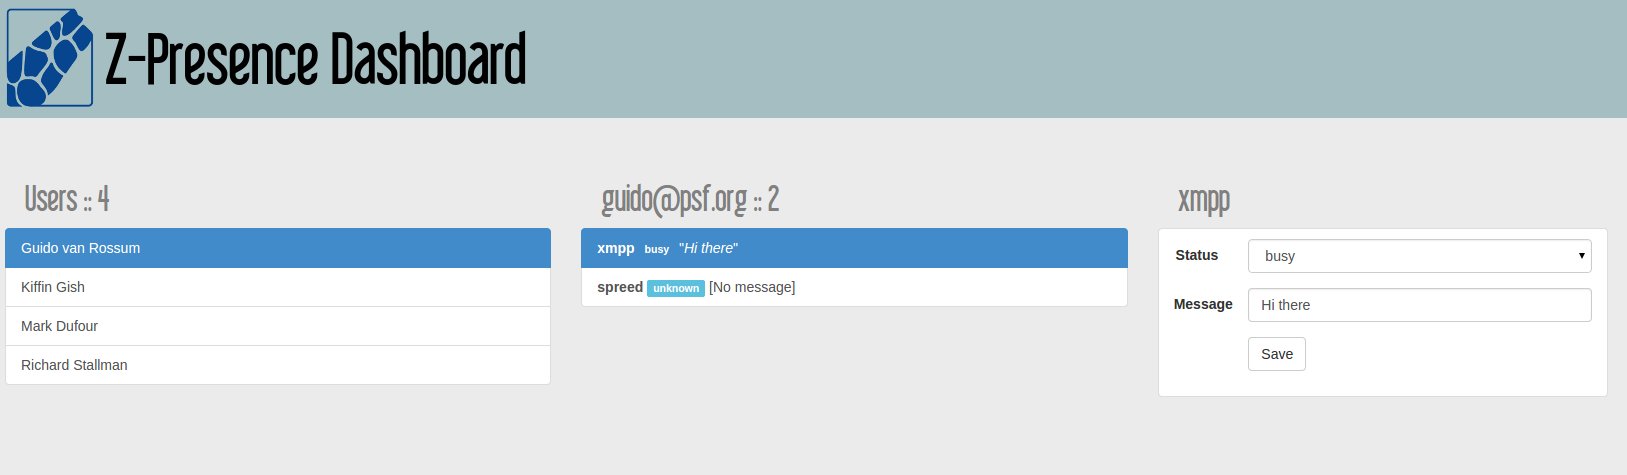 Z-Presence Dashboard
Users :: 4
Guido van Rossum
Kiffin Gish
Mark Dufour
Richard Stallman
guido@psf.org :: 2
xmpp busy "Hi there"
spreed unknown [No message]
xmpp
Status busy
Message Hi there
Save